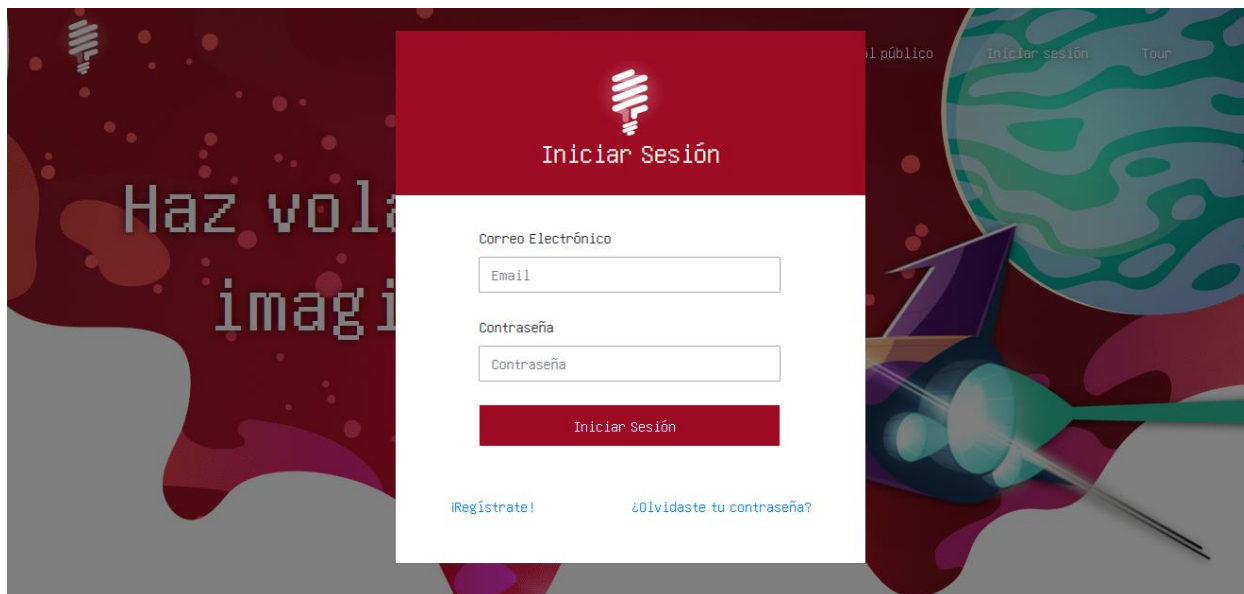 al público Iniciar sesión Tour
Iniciar Sesión
Haz vola
imagi
Correo Electrónico
Email
Contraseña
Contraseña
Iniciar Sesión
¡Regístrate! ¿Olvidaste tu contraseña?